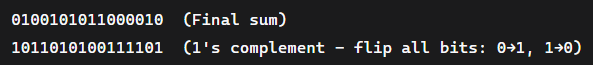 0100101011000010  (Final sum)
1011010100111101  (1's complement - flip all bits: 0→1, 1→0)